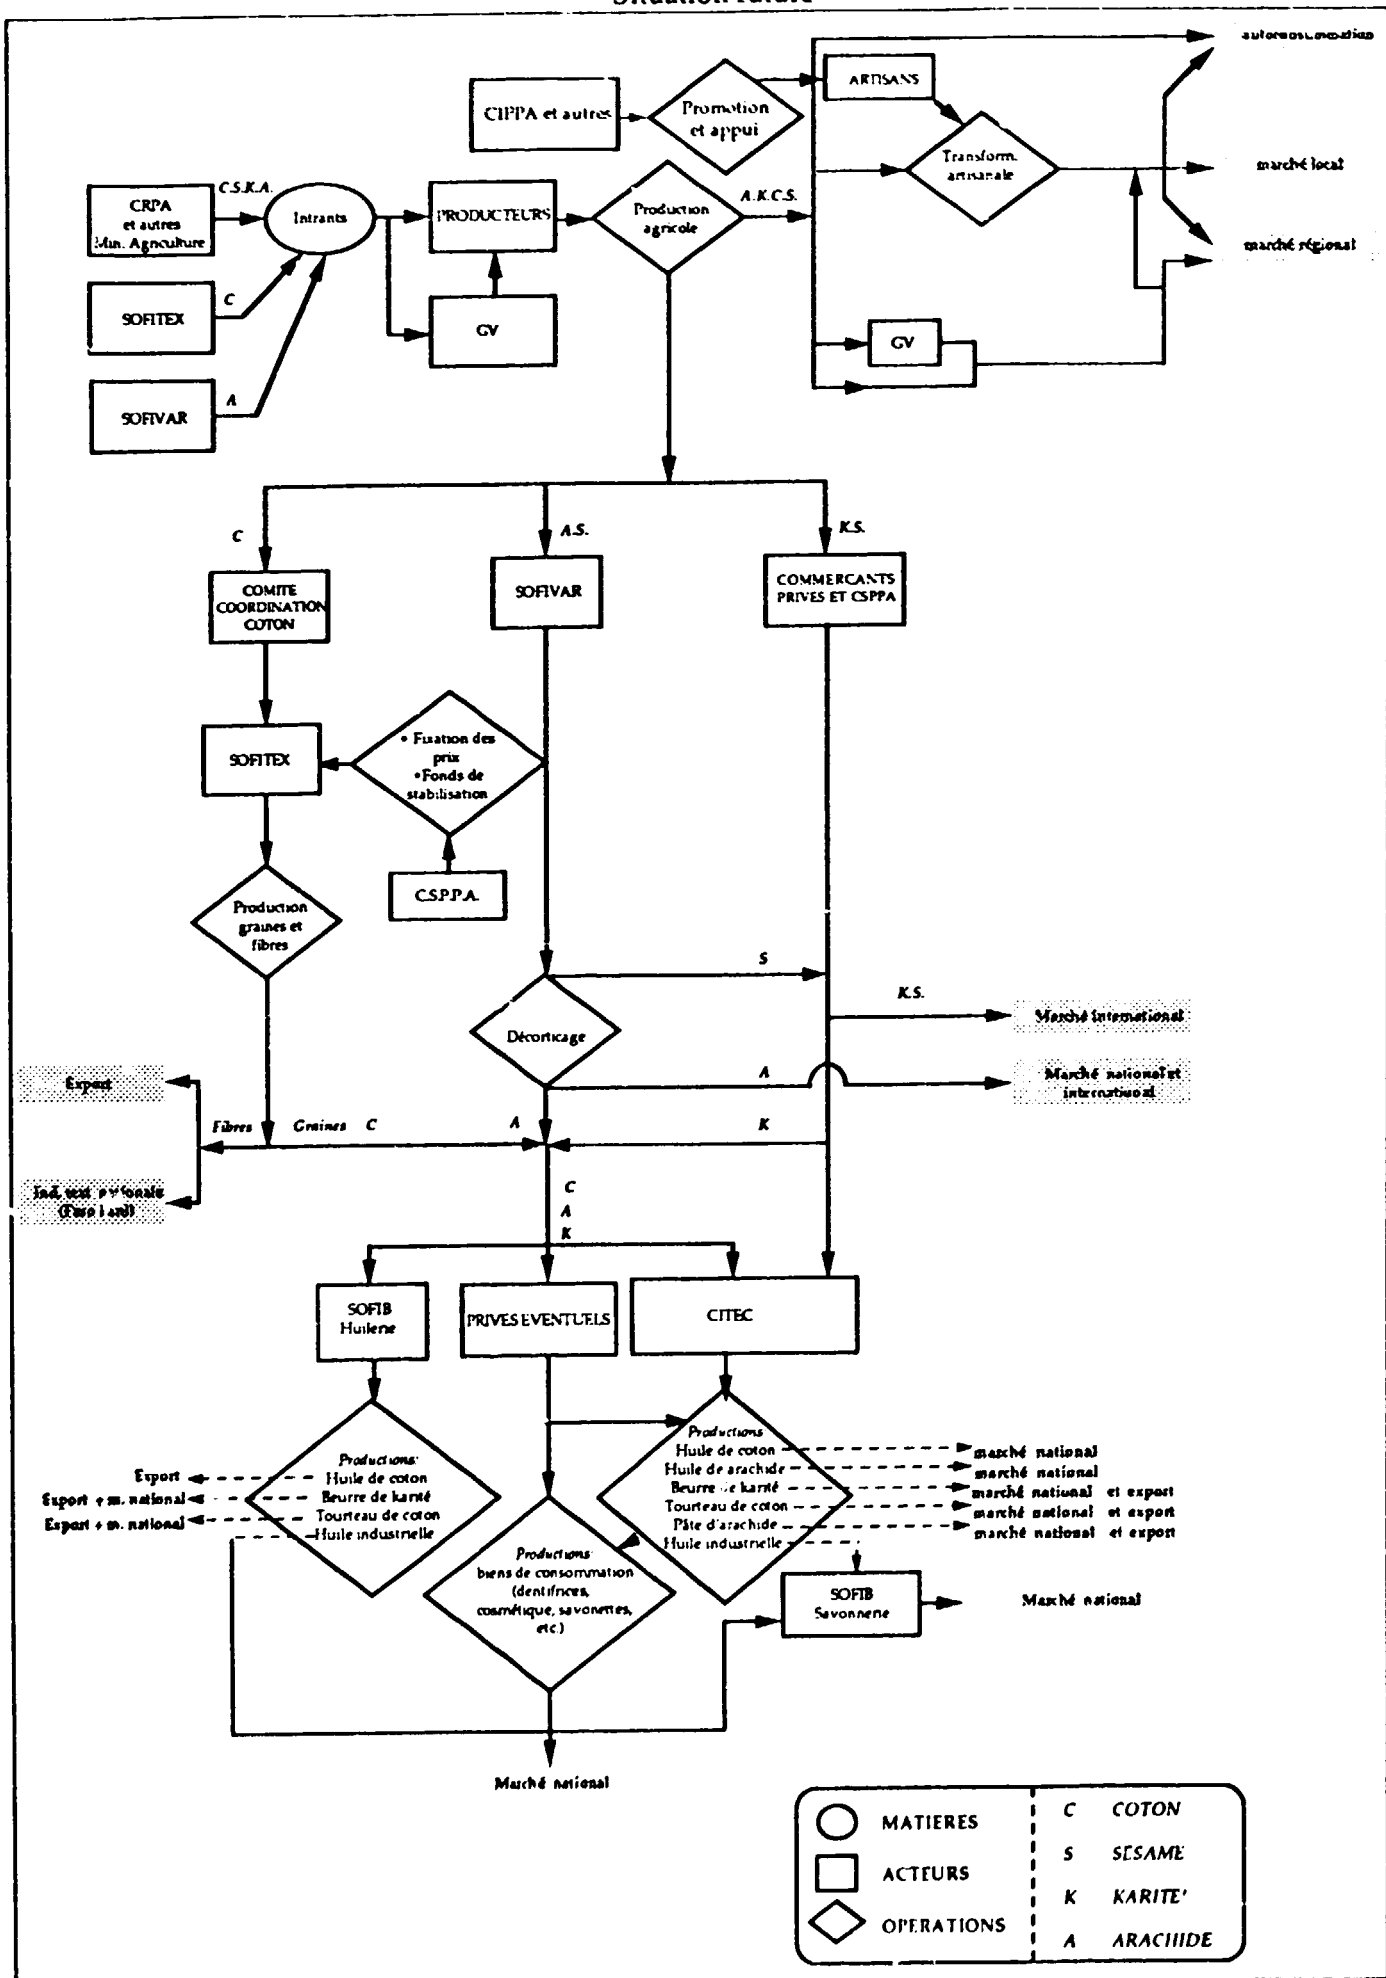 autoconsommation
ARTISANS
CIPPA et autres
Promotion
et appui
Transform.
artisanale
marché local
C.S.K.A.
CRPA
et autres
Min. Agriculture
Intrants
PRODUCTEURS
Production
agricole
A.K.C.S.
marché régional
C
SOFITEX
GV
GV
A
SOFIVAR
C
A.S.
K.S.
COMITE
COORDINATION
COTON
SOFIVAR
COMMERCANTS
PRIVES ET CSPPA
SOFITEX
• Fixation des
prix
• Fonds de
stabilisation
C.S.P.P.A.
Production
graines et
fibres
S
K.S.
Marché international
Décorticage
A
Marché national et
international
Export
Fibres
Graines C
A
K
Ind. text
C
A
K
SOFIB
Huilerie
PRIVES EVENTUELS
CITEC
Productions:
Huile de coton
Beurre de karité
Tourteau de coton
Huile industrielle
Export
Export + m. national
Export + m. national
Productions
Huile de coton
Huile de arachide
Beurre de karité
Tourteau de coton
Pâte d'arachide
Huile industrielle
marché national
marché national
marché national et export
marché national et export
marché national et export
Productions:
biens de consommation
(dentifrices,
cosmétique, savonettes,
etc.)
SOFIB
Savonnerie
Marché national
Marché national
MATIERES
ACTEURS
OPERATIONS
C COTON
S SESAME
K KARITE'
A ARACHIDE